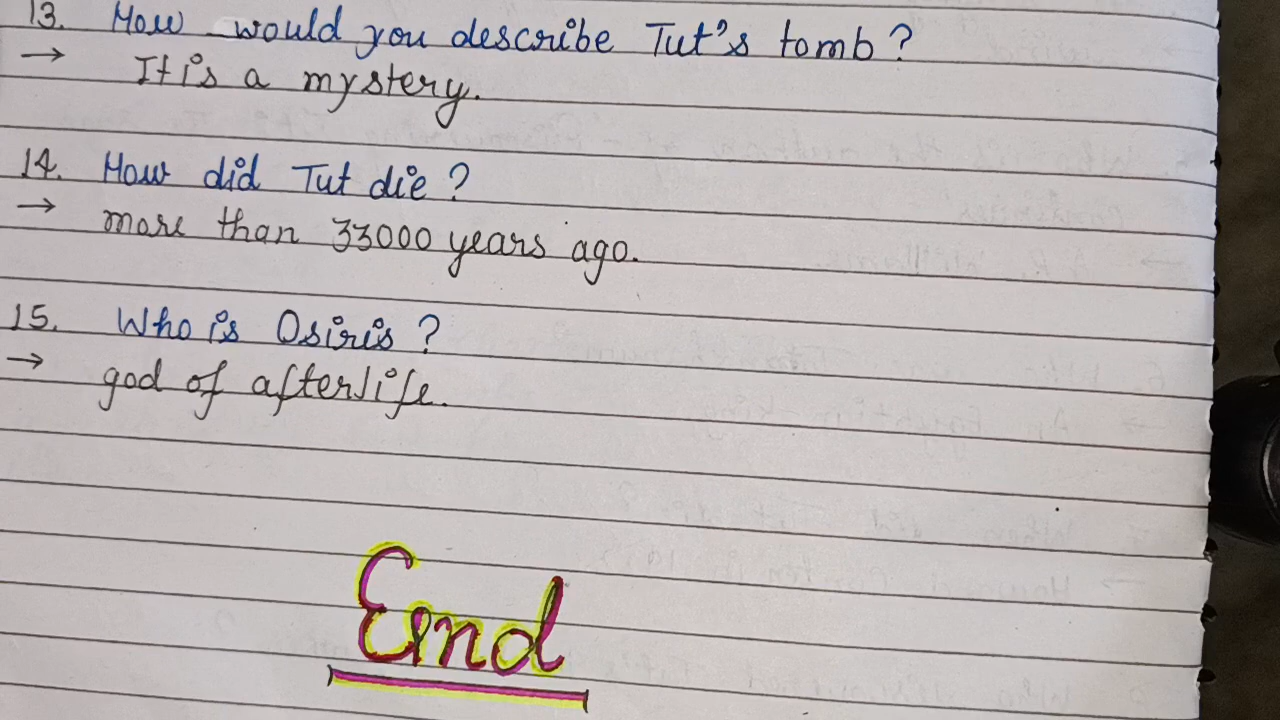 13. How would you describe Tut's tomb?
→ It is a mystery.
14. How did Tut die?
→ more than 33000 years ago.
15. Who is Osiris?
→ god of afterlife.
End